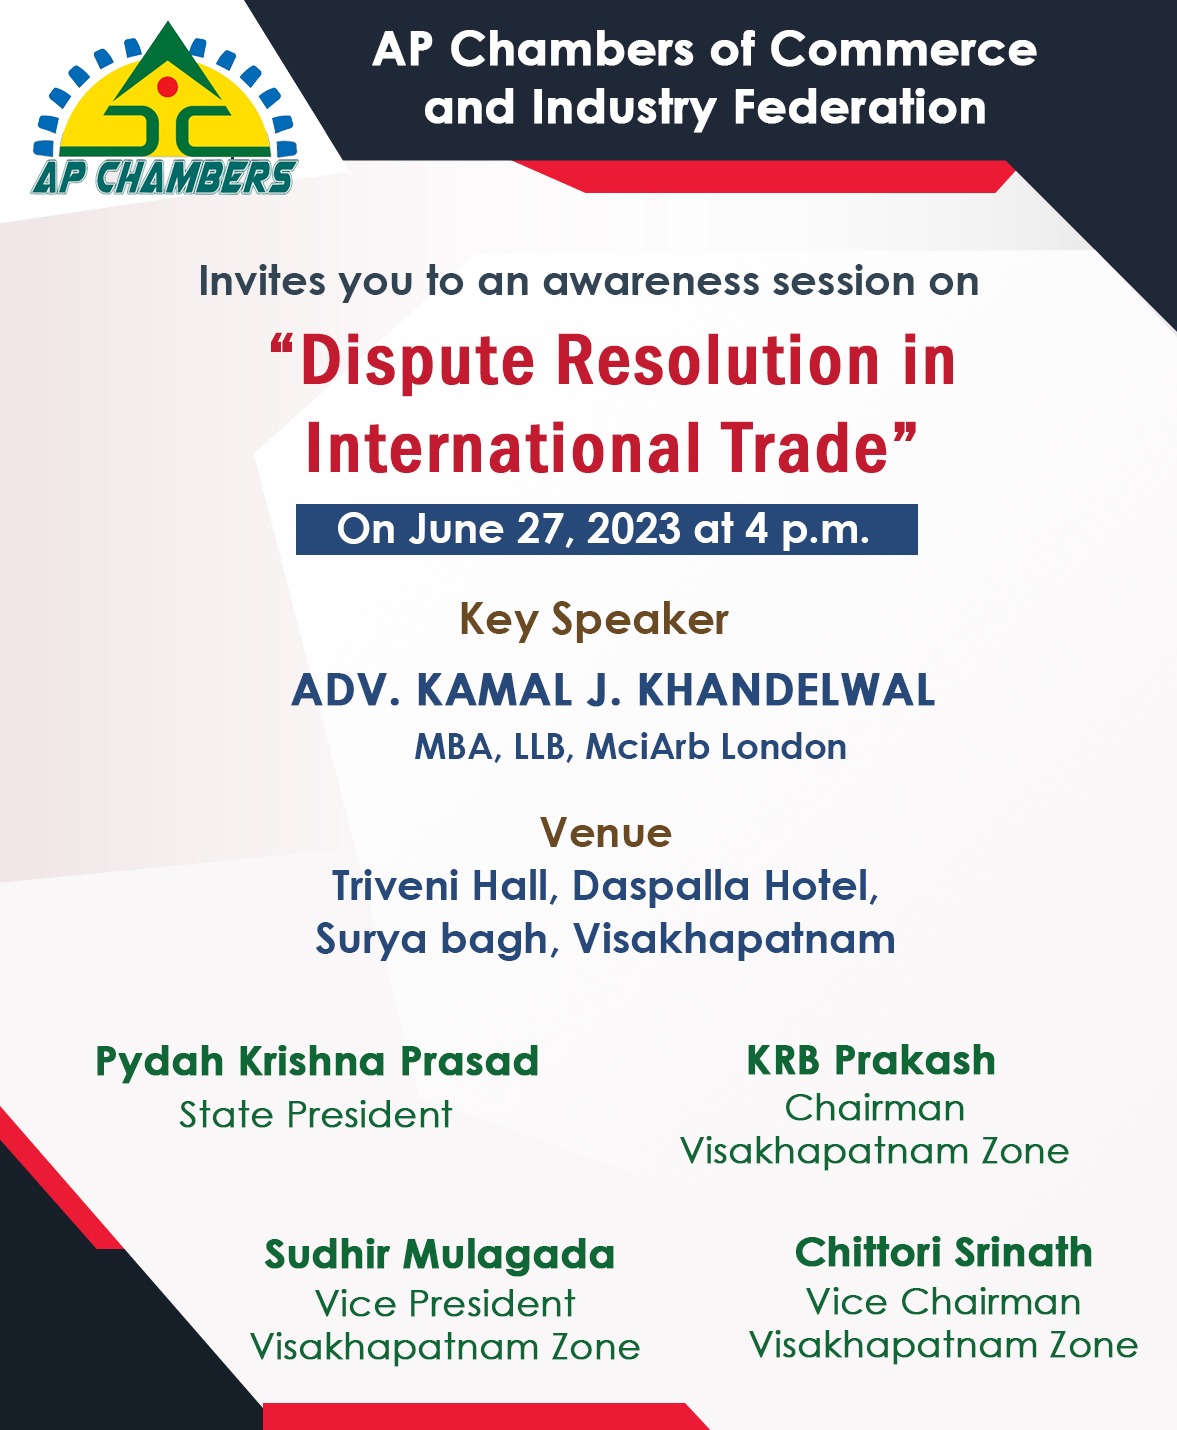 AP CHAMBERS
AP Chambers of Commerce
and Industry Federation
Invites you to an awareness session on
“Dispute Resolution in
International Trade”
On June 27, 2023 at 4 p.m.
Key Speaker
ADV. KAMAL J. KHANDELWAL
MBA, LLB, MciArb London
Venue
Triveni Hall, Daspalla Hotel,
Surya bagh, Visakhapatnam
Pydah Krishna Prasad
State President
KRB Prakash
Chairman
Visakhapatnam Zone
Sudhir Mulagada
Vice President
Visakhapatnam Zone
Chittori Srinath
Vice Chairman
Visakhapatnam Zone